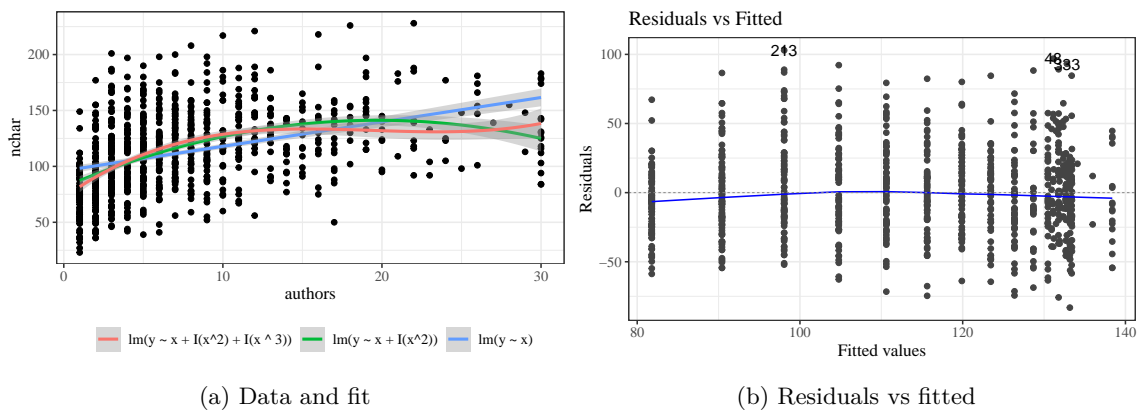 200
150
100
50
nchar
0
10
20
30
authors
lm(y ~ x + I(x^2) + I(x ^ 3)) lm(y ~ x + I(x^2)) lm(y ~ x)
(a) Data and fit
Residuals vs Fitted
213
48
383
100
50
0
−50
Residuals
80
100
120
140
Fitted values
(b) Residuals vs fitted